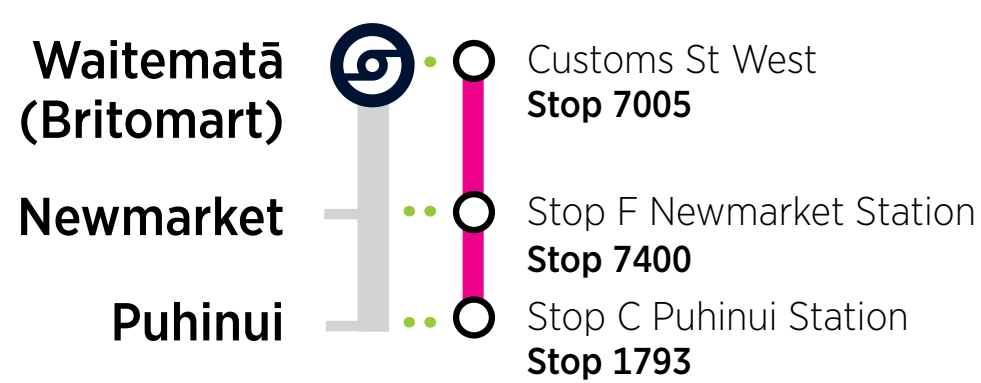 Waitematā
(Britomart)
Customs St West
Stop 7005
Newmarket
Stop F Newmarket Station
Stop 7400
Puhinui
Stop C Puhinui Station
Stop 1793